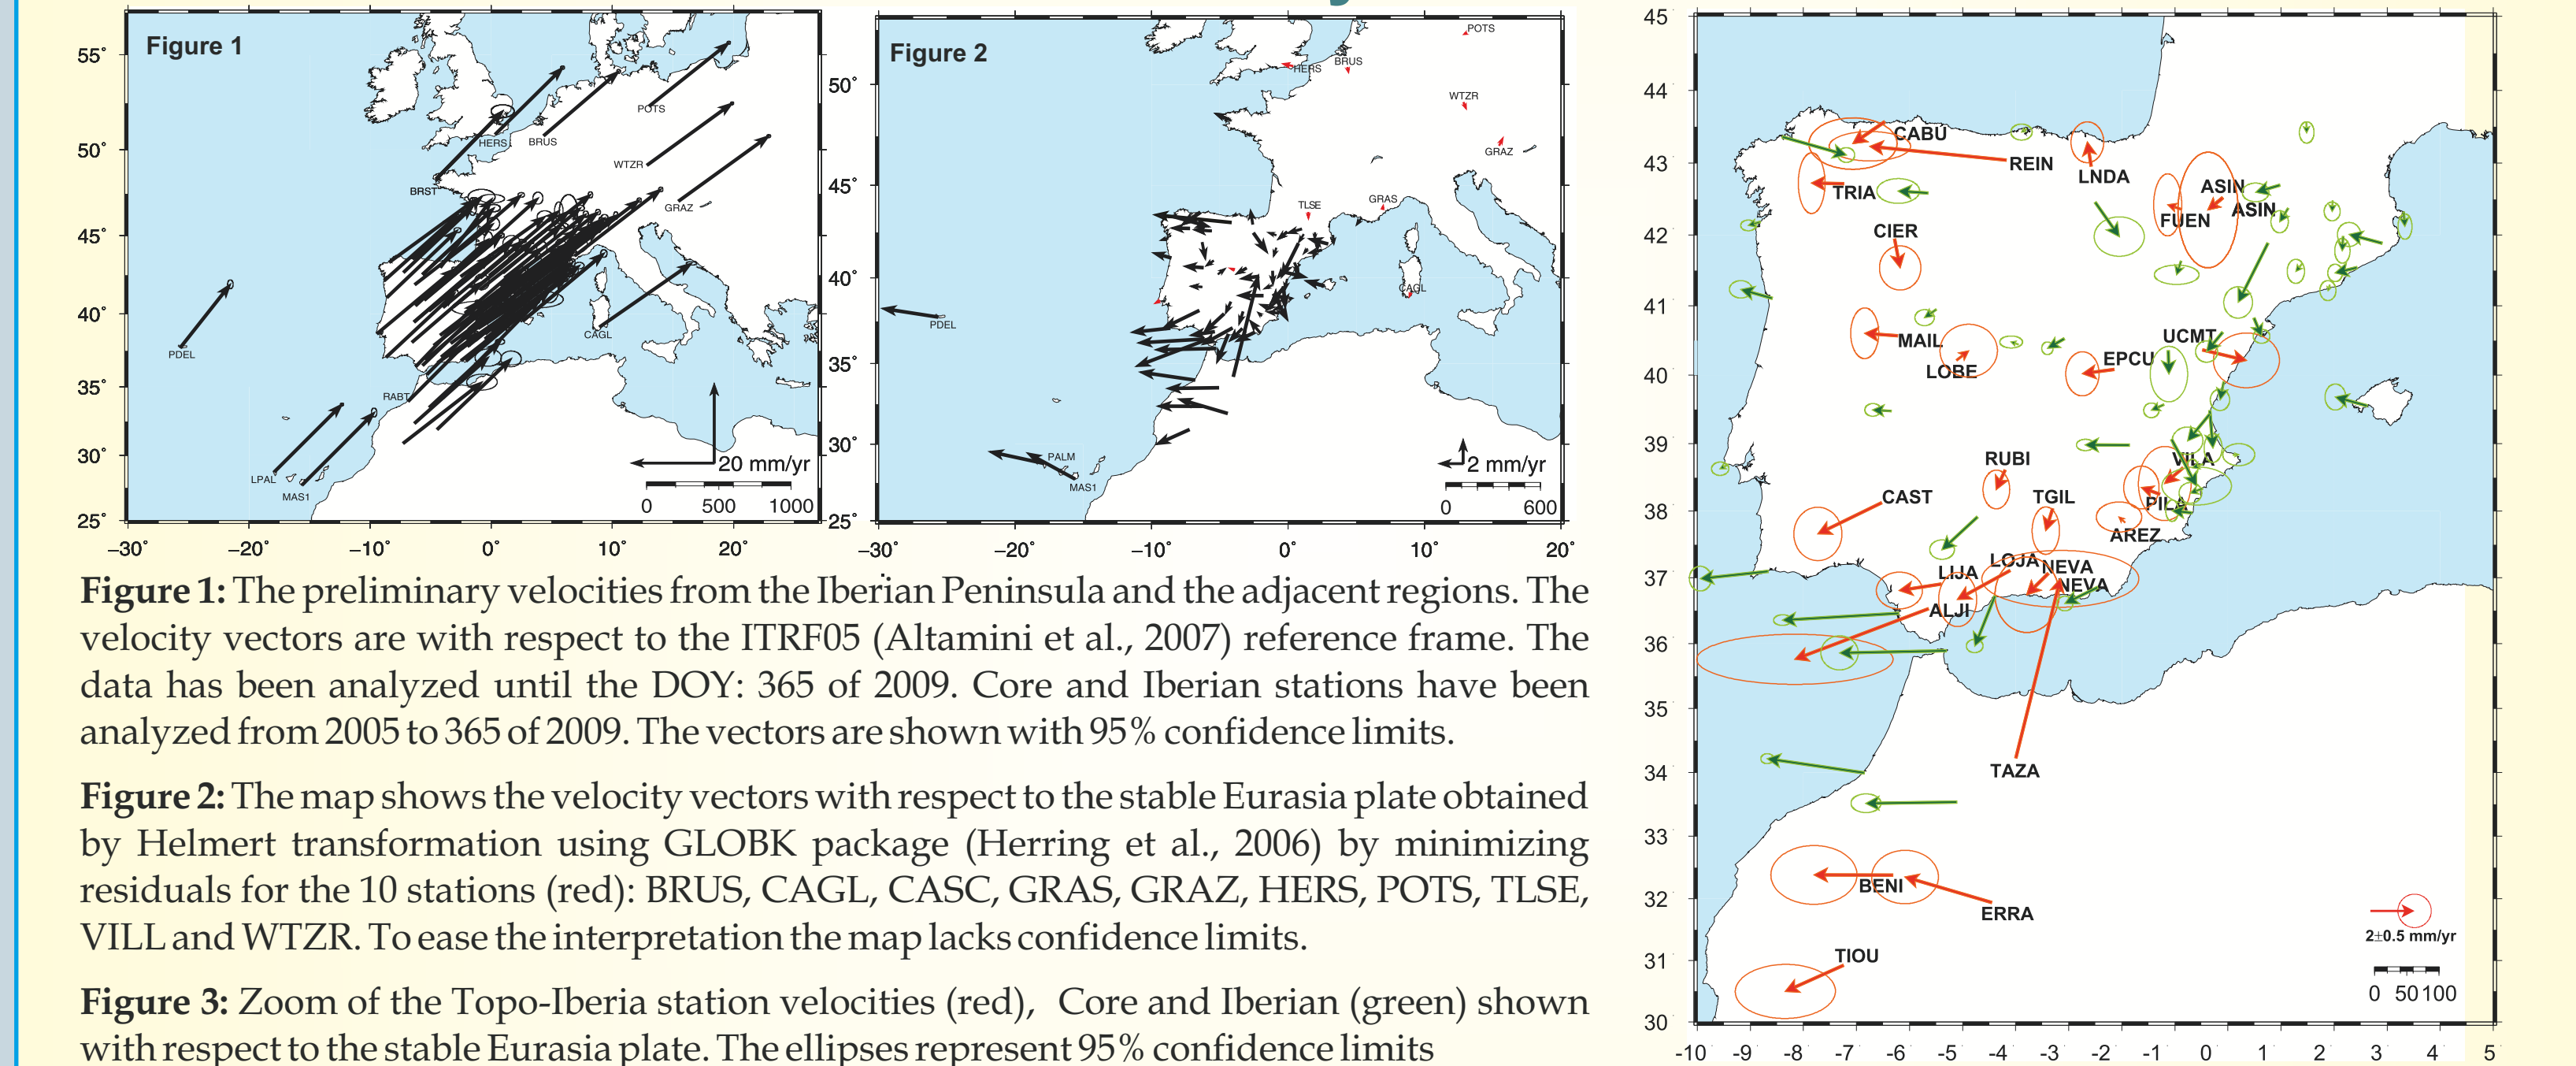 Figure 1
55°
50°
45°
40°
35°
30°
25°
−30°
−20°
−10°
0°
10°
20°
HERS
BRUS
POTS
WTZR
BRST
GRAZ
PDEL
CAGL
RABT
LPAL
MAS1
20 mm/yr
0 500 1000
Figure 2
50°
45°
40°
35°
30°
25°
−30°
−20°
−10°
0°
10°
20°
POTS
HERS
BRUS
WTZR
GRAZ
GRAS
TLSE
CAGL
PDEL
PALM
MAS1
2 mm/yr
0 600
Figure 1: The preliminary velocities from the Iberian Peninsula and the adjacent regions. The
velocity vectors are with respect to the ITRF05 (Altamini et al., 2007) reference frame. The
data has been analyzed until the DOY: 365 of 2009. Core and Iberian stations have been
analyzed from 2005 to 365 of 2009. The vectors are shown with 95% confidence limits.
Figure 2: The map shows the velocity vectors with respect to the stable Eurasia plate obtained
by Helmert transformation using GLOBK package (Herring et al., 2006) by minimizing
residuals for the 10 stations (red): BRUS, CAGL, CASC, GRAS, GRAZ, HERS, POTS, TLSE,
VILL and WTZR. To ease the interpretation the map lacks confidence limits.
Figure 3: Zoom of the Topo-Iberia station velocities (red), Core and Iberian (green) shown
with respect to the stable Eurasia plate. The ellipses represent 95% confidence limits
45
44
43
42
41
40
39
38
37
36
35
34
33
32
31
30
-10 -9 -8 -7 -6 -5 -4 -3 -2 -1 0 1 2 3 4 5
CABU
REIN
LNDA
TRIA
ASIN
ASIN
FUEN
CIER
MAIL
LOBE
UCMT
EPCU
RUBI
VILA
CAST
TGIL
PILA
AREZ
LOJA
NEVA
LIJA
NEVA
ALJI
TAZA
BENI
ERRA
TIOU
2±0.5 mm/yr
0 50 100